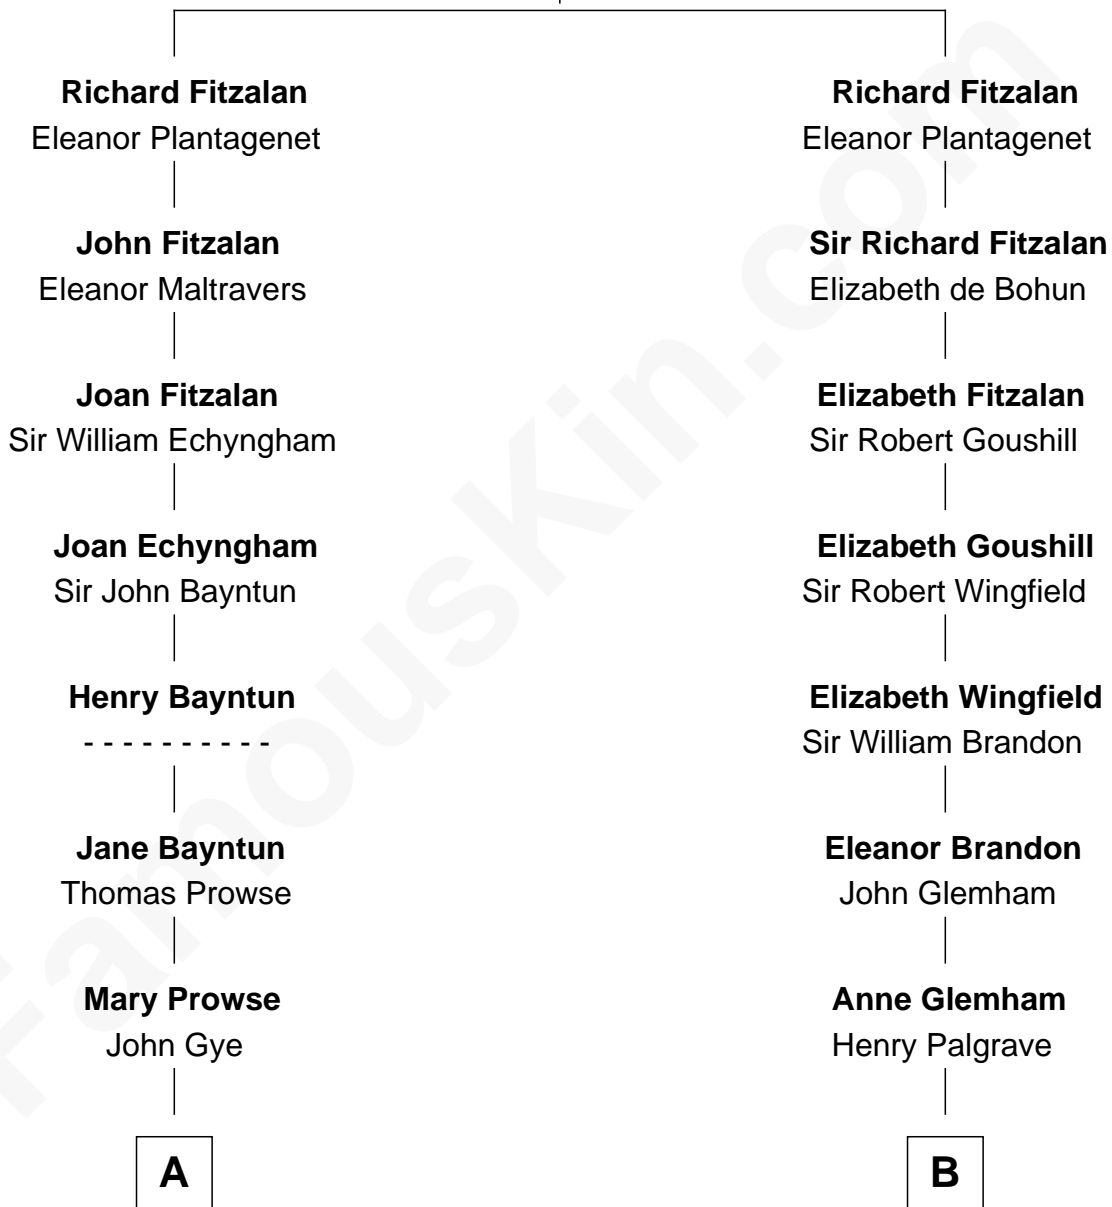 Richard Fitzalan
Eleanor Plantagenet
John Fitzalan
Eleanor Maltravers
Joan Fitzalan
Sir William Echyngham
Joan Echyngham
Sir John Bayntun
Henry Bayntun
- - - - - - - - - -
Jane Bayntun
Thomas Prowse
Mary Prowse
John Gye
A
Richard Fitzalan
Eleanor Plantagenet
Sir Richard Fitzalan
Elizabeth de Bohun
Elizabeth Fitzalan
Sir Robert Goushill
Elizabeth Goushill
Sir Robert Wingfield
Elizabeth Wingfield
Sir William Brandon
Eleanor Brandon
John Glemham
Anne Glemham
Henry Palgrave
B
FamousKin.com